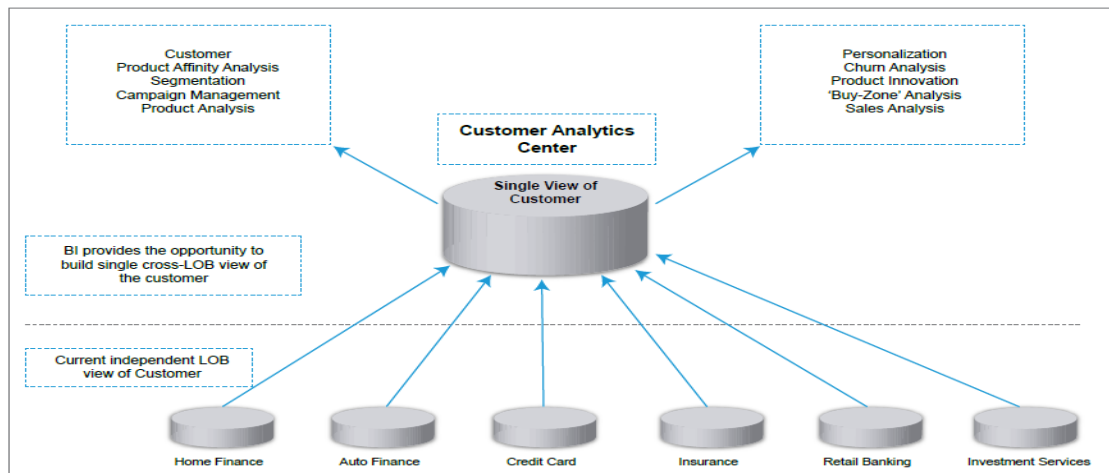 Customer
Product Affinity Analysis
Segmentation
Campaign Management
Product Analysis
Personalization
Churn Analysis
Product Innovation
'Buy-Zone' Analysis
Sales Analysis
Customer Analytics
Center
Single View of
Customer
BI provides the opportunity to
build single cross-LOB view of
the customer
Current independent LOB
view of Customer
Home Finance
Auto Finance
Credit Card
Insurance
Retail Banking
Investment Services